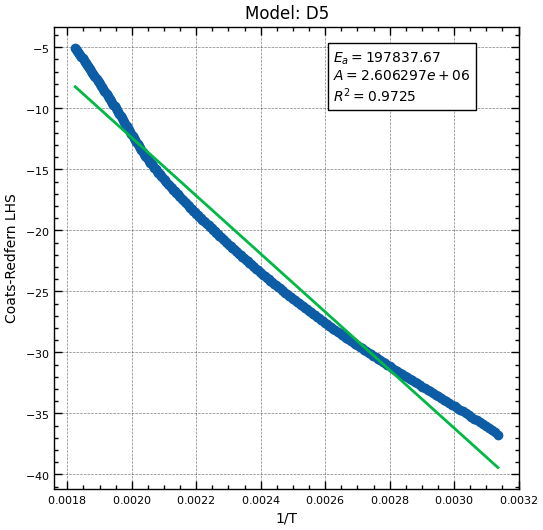 Model: D5
E_a = 197837.67
A = 2.606297e + 06
R² = 0.9725
−5
−10
−15
−20
−25
−30
−35
−40
Coats-Redfern LHS
0.0018 0.0020 0.0022 0.0024 0.0026 0.0028 0.0030 0.0032
1/T